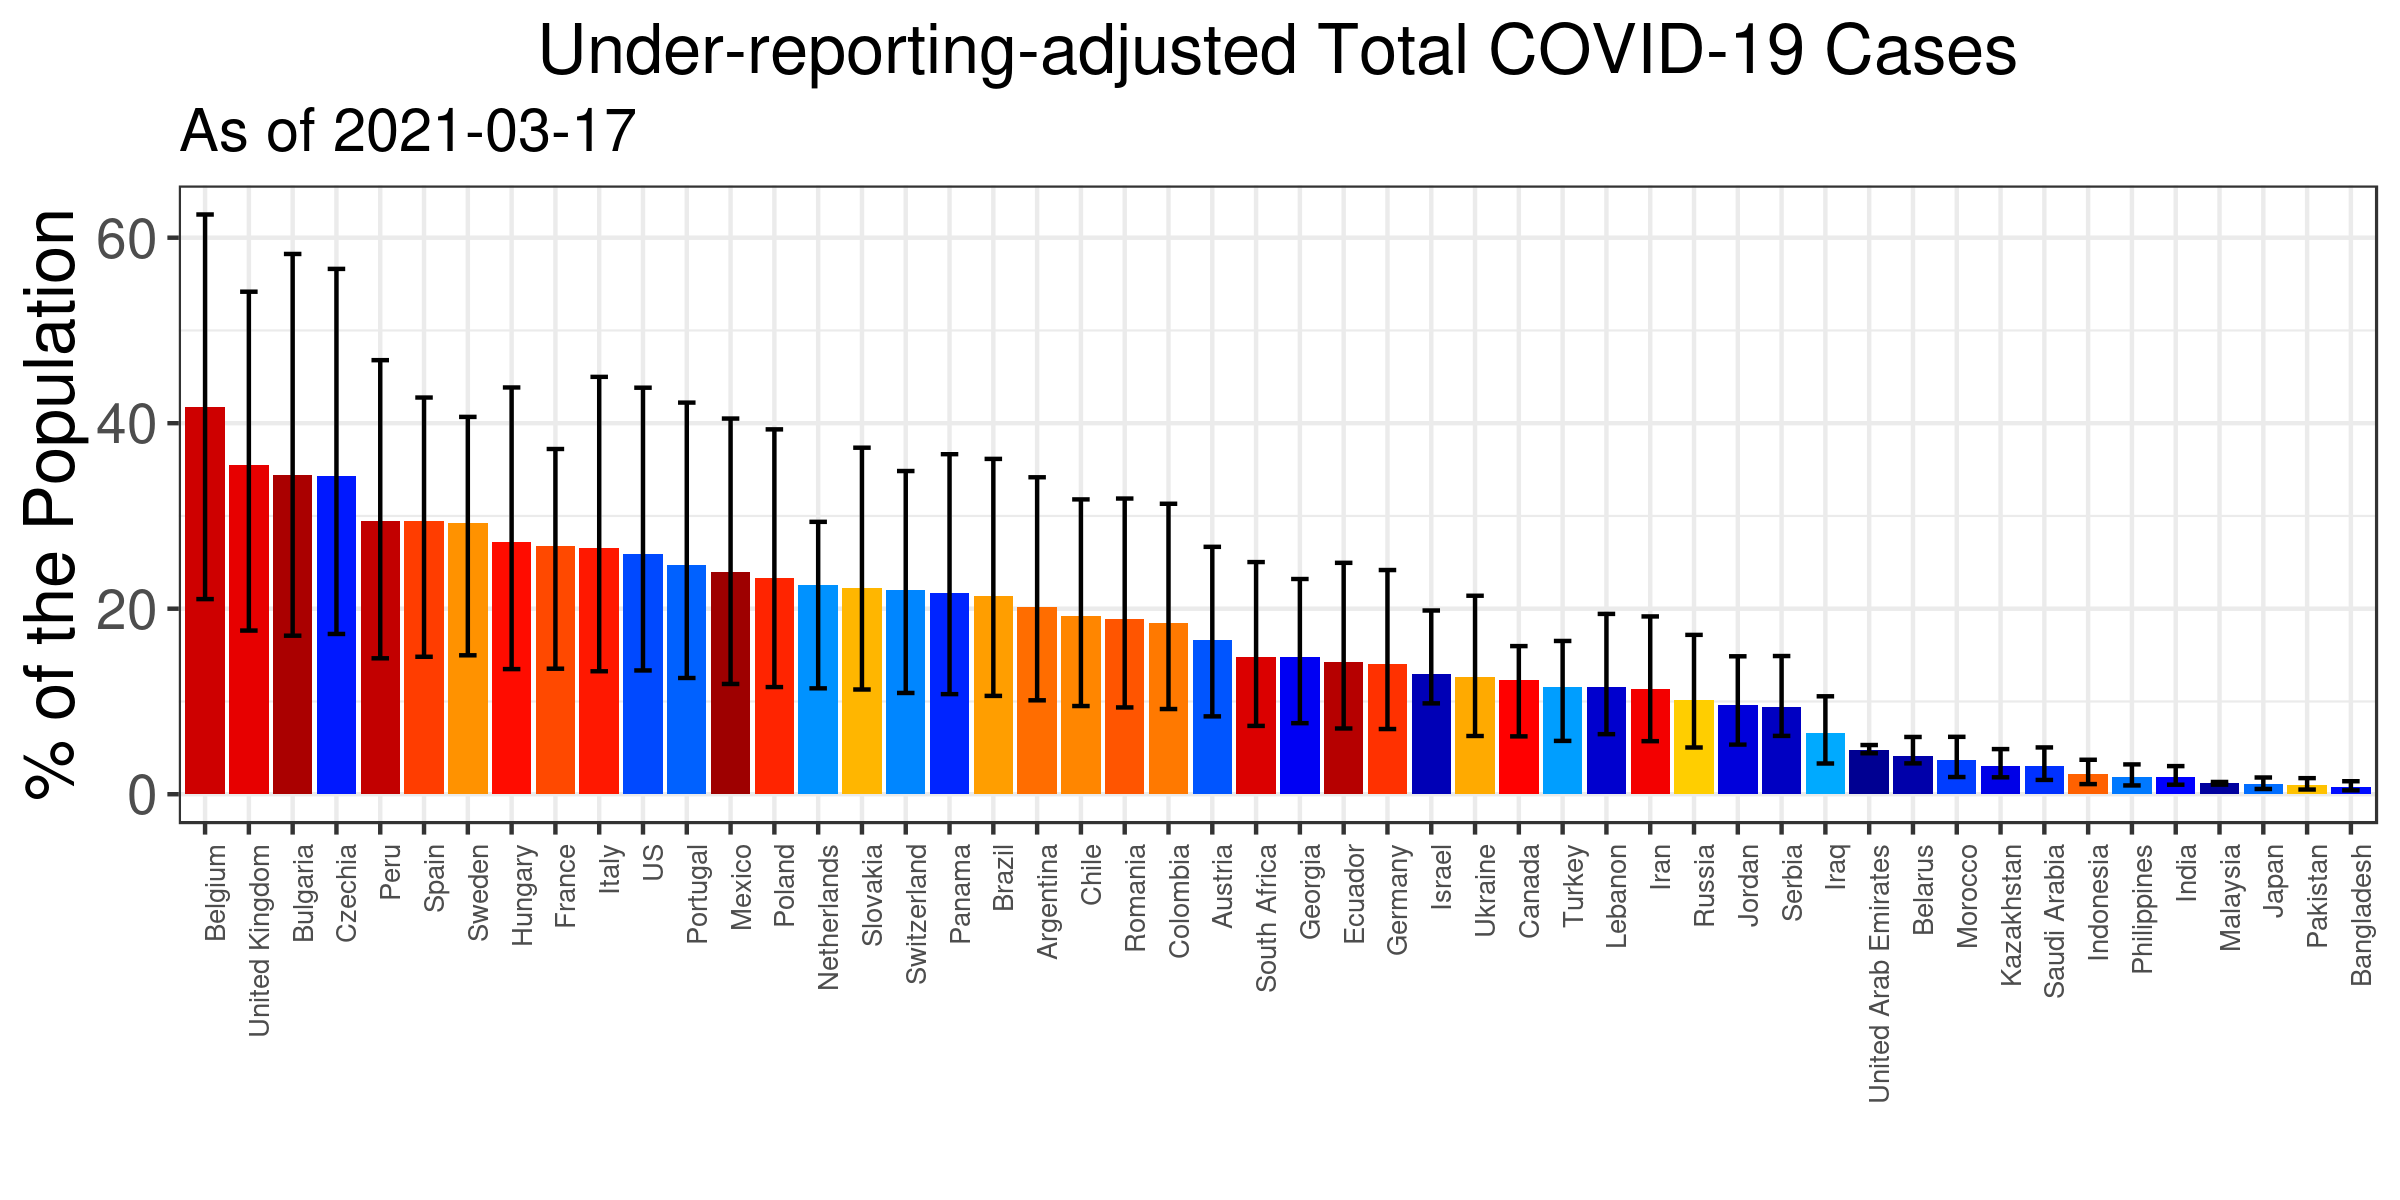 Under-reporting-adjusted Total COVID-19 Cases
As of 2021-03-17
% of the Population
60
40
20
0
Belgium
United Kingdom
Bulgaria
Czechia
Peru
Spain
Sweden
Hungary
France
Italy
US
Portugal
Mexico
Poland
Netherlands
Slovakia
Switzerland
Panama
Brazil
Argentina
Chile
Romania
Colombia
Austria
South Africa
Georgia
Ecuador
Germany
Israel
Ukraine
Canada
Turkey
Lebanon
Iran
Russia
Jordan
Serbia
Iraq
United Arab Emirates
Belarus
Morocco
Kazakhstan
Saudi Arabia
Indonesia
Philippines
India
Malaysia
Japan
Pakistan
Bangladesh